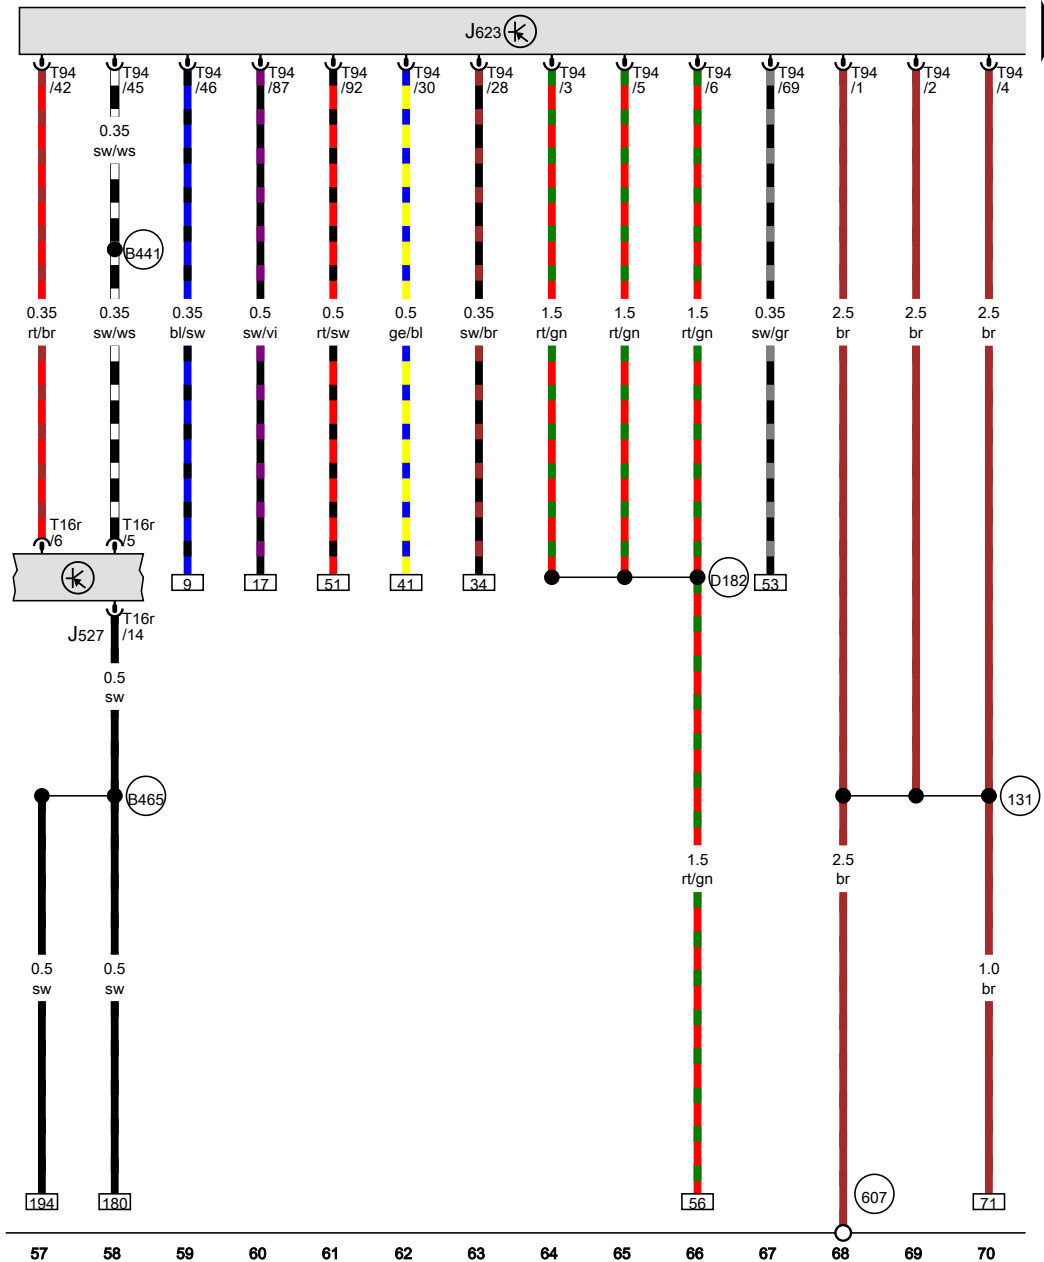 J623
T94 T94 T94 T94 T94 T94 T94 T94 T94 T94 T94 T94 T94 T94
/42 /45 /46 /87 /92 /30 /28 /3 /5 /6 /69 /1 /2 /4
0.35
sw/ws
B441
0.35 0.35 0.35 0.5 0.5 0.5 0.35 1.5 1.5 1.5 0.35 2.5 2.5 2.5
rt/br sw/ws bl/sw sw/vi rt/sw ge/bl sw/br rt/gn rt/gn rt/gn sw/gr br br br
T16r T16r
/6 /5
9 17 51 41 34 D182 53
T16r
J527 /14
0.5
sw
B465 131
1.5 2.5
rt/gn br
0.5 0.5 1.0
sw sw br
194 180 56 607 71
57 58 59 60 61 62 63 64 65 66 67 68 69 70